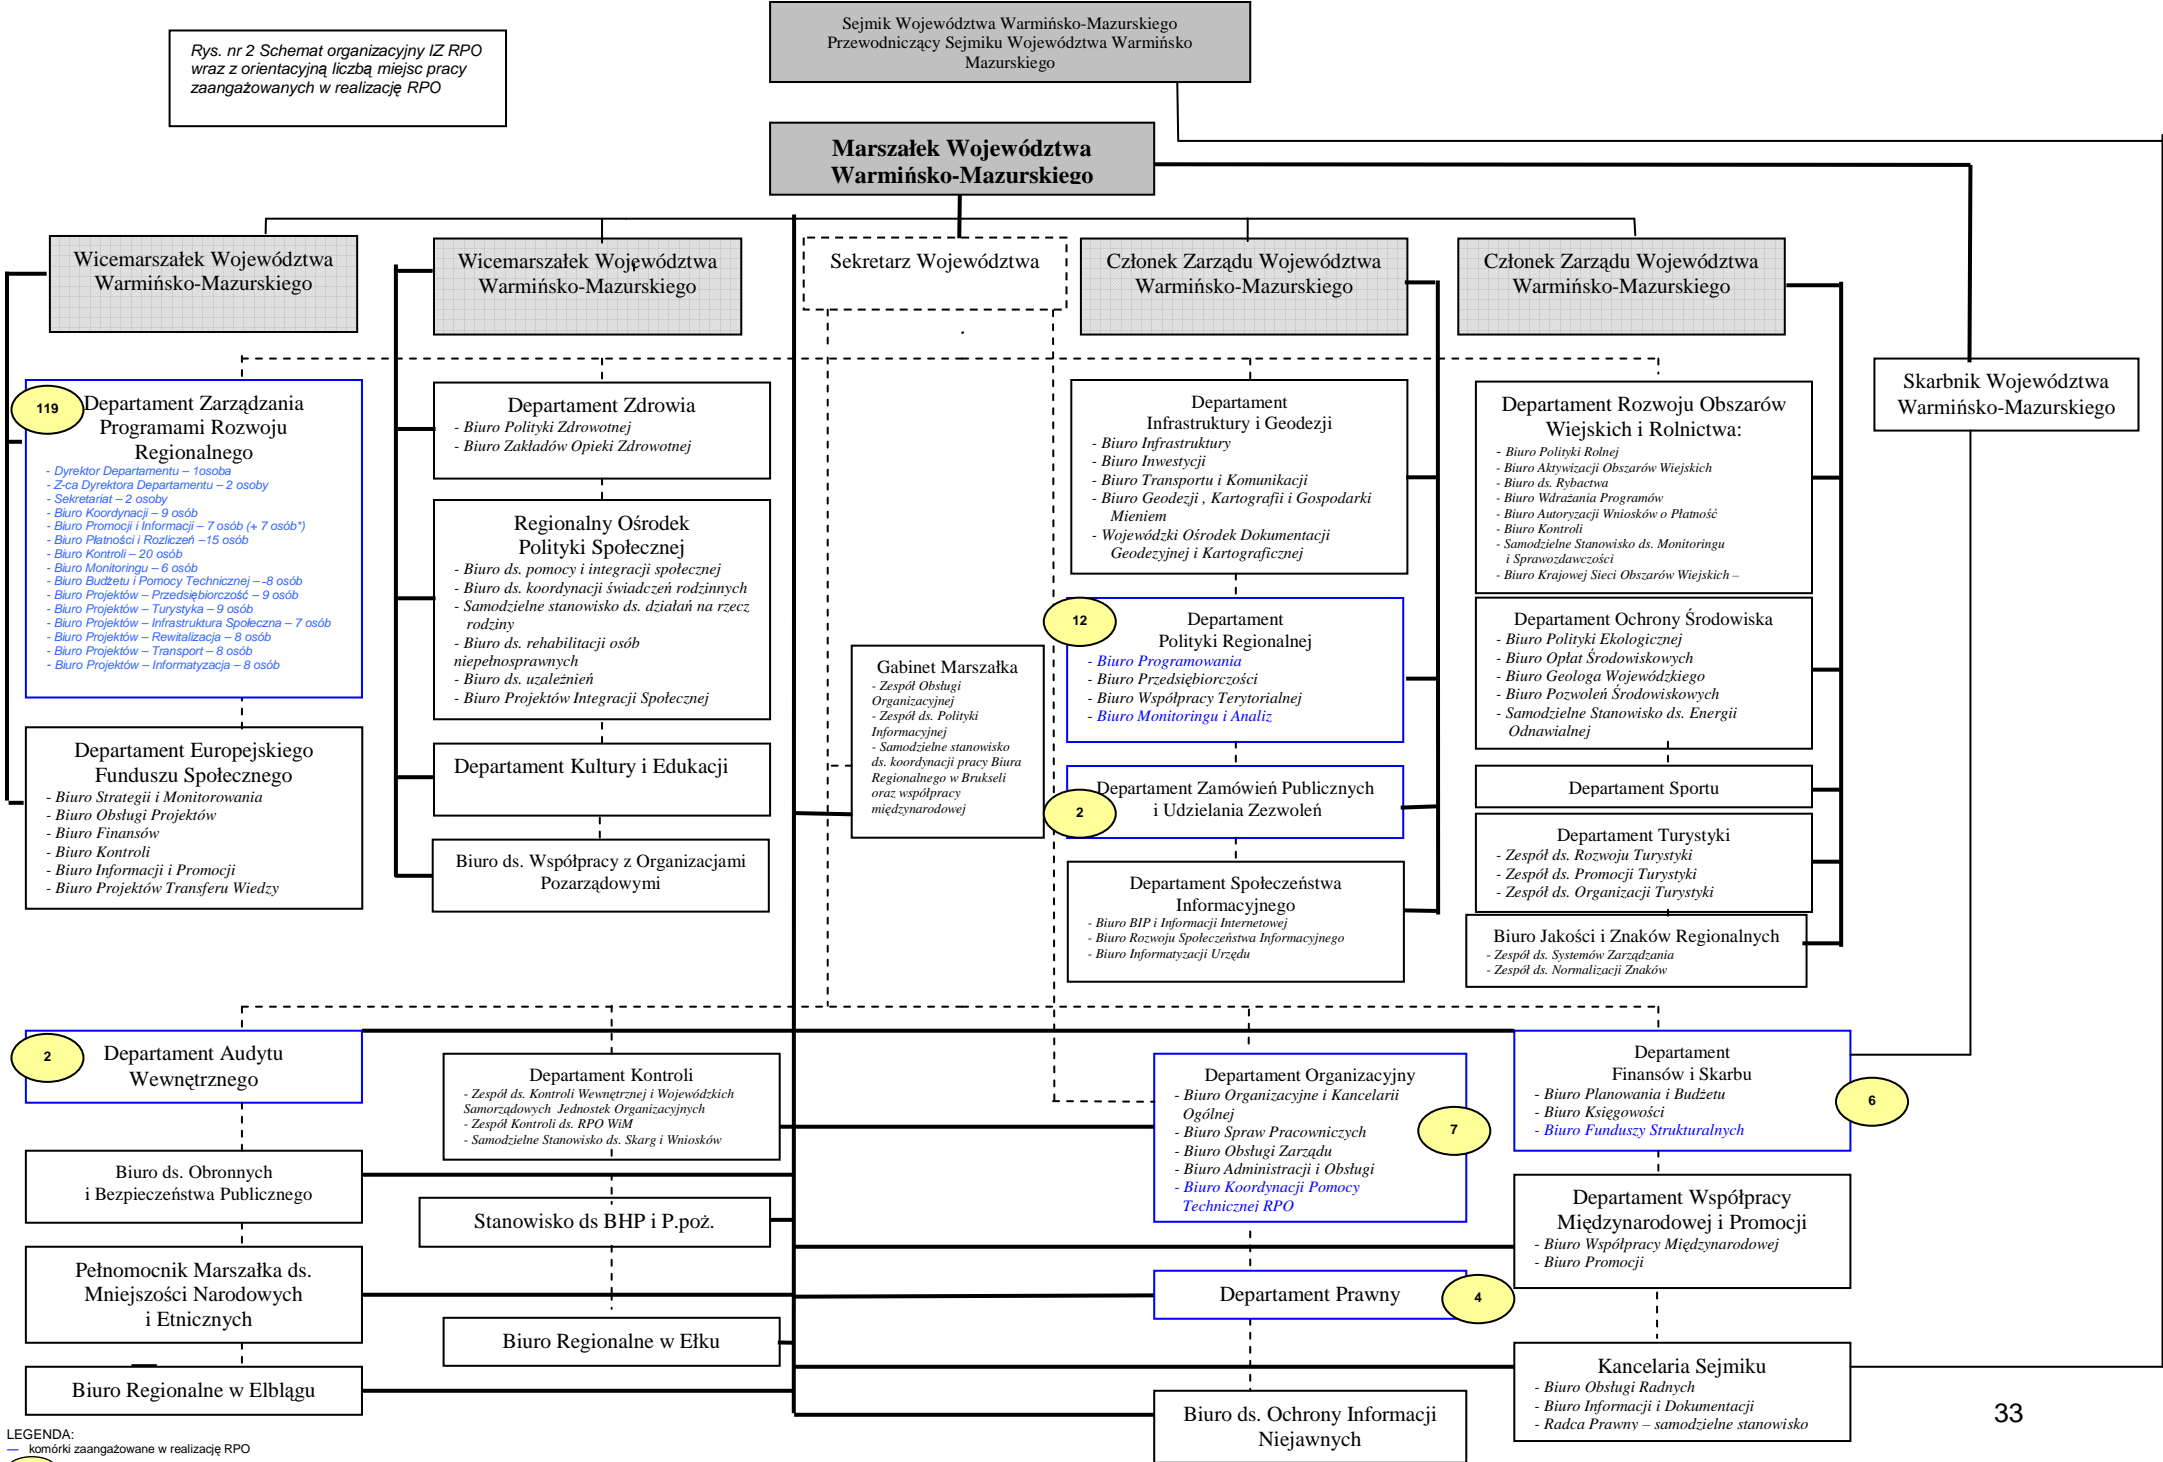 Rys. nr 2 Schemat organizacyjny IZ RPO
wraz z orientacyjną liczbą miejsc pracy
zaangażowanych w realizację RPO
Sejmik Województwa Warmińsko-Mazurskiego
Przewodniczący Sejmiku Województwa Warmińsko
Mazurskiego
Marszałek Województwa
Warmińsko-Mazurskiego
Wicemarszałek Województwa
Warmińsko-Mazurskiego
Wicemarszałek Województwa
Warmińsko-Mazurskiego
Sekretarz Województwa
Członek Zarządu Województwa
Warmińsko-Mazurskiego
Członek Zarządu Województwa
Warmińsko-Mazurskiego
Skarbnik Województwa
Warmińsko-Mazurskiego
119
Departament Zarządzania
Programami Rozwoju
Regionalnego
- Dyrektor Departamentu – 1osoba
- Z-ca Dyrektora Departamentu – 2 osoby
- Sekretariat – 2 osoby
- Biuro Koordynacji – 9 osób
- Biuro Promocji i Informacji – 7 osób (+ 7 osób*)
- Biuro Płatności i Rozliczeń –15 osób
- Biuro Kontroli – 20 osób
- Biuro Monitoringu – 6 osób
- Biuro Budżetu i Pomocy Technicznej – -8 osób
- Biuro Projektów – Przedsiębiorczość – 9 osób
- Biuro Projektów – Turystyka – 9 osób
- Biuro Projektów – Infrastruktura Społeczna – 7 osób
- Biuro Projektów – Rewitalizacja – 8 osób
- Biuro Projektów – Transport – 8 osób
- Biuro Projektów – Informatyzacja – 8 osób
Departament Europejskiego
Funduszu Społecznego
- Biuro Strategii i Monitorowania
- Biuro Obsługi Projektów
- Biuro Finansów
- Biuro Kontroli
- Biuro Informacji i Promocji
- Biuro Projektów Transferu Wiedzy
Departament Zdrowia
- Biuro Polityki Zdrowotnej
- Biuro Zakładów Opieki Zdrowotnej
Regionalny Ośrodek
Polityki Społecznej
- Biuro ds. pomocy i integracji społecznej
- Biuro ds. koordynacji świadczeń rodzinnych
- Samodzielne stanowisko ds. działań na rzecz
rodziny
- Biuro ds. rehabilitacji osób
niepełnosprawnych
- Biuro ds. uzależnień
- Biuro Projektów Integracji Społecznej
Departament Kultury i Edukacji
Biuro ds. Współpracy z Organizacjami
Pozarządowymi
Gabinet Marszałka
- Zespół Obsługi
Organizacyjnej
- Zespół ds. Polityki
Informacyjnej
- Samodzielne stanowisko
ds. koordynacji pracy Biura
Regionalnego w Brukseli
oraz współpracy
międzynarodowej
Departament
Infrastruktury i Geodezji
- Biuro Infrastruktury
- Biuro Inwestycji
- Biuro Transportu i Komunikacji
- Biuro Geodezji , Kartografii i Gospodarki
Mieniem
- Wojewódzki Ośrodek Dokumentacji
Geodezyjnej i Kartograficznej
12
Departament
Polityki Regionalnej
- Biuro Programowania
- Biuro Przedsiębiorczości
- Biuro Współpracy Terytorialnej
- Biuro Monitoringu i Analiz
2
Departament Zamówień Publicznych
i Udzielania Zezwoleń
Departament Społeczeństwa
Informacyjnego
- Biuro BIP i Informacji Internetowej
- Biuro Rozwoju Społeczeństwa Informacyjnego
- Biuro Informatyzacji Urzędu
Departament Rozwoju Obszarów
Wiejskich i Rolnictwa:
- Biuro Polityki Rolnej
- Biuro Aktywizacji Obszarów Wiejskich
- Biuro ds. Rybactwa
- Biuro Wdrażania Programów
- Biuro Autoryzacji Wniosków o Płatność
- Biuro Kontroli
- Samodzielne Stanowisko ds. Monitoringu
i Sprawozdawczości
- Biuro Krajowej Sieci Obszarów Wiejskich –
Departament Ochrony Środowiska
- Biuro Polityki Ekologicznej
- Biuro Opłat Środowiskowych
- Biuro Geologa Wojewódzkiego
- Biuro Pozwoleń Środowiskowych
- Samodzielne Stanowisko ds. Energii
Odnawialnej
Departament Sportu
Departament Turystyki
- Zespół ds. Rozwoju Turystyki
- Zespół ds. Promocji Turystyki
- Zespół ds. Organizacji Turystyki
Biuro Jakości i Znaków Regionalnych
- Zespół ds. Systemów Zarządzania
- Zespół ds. Normalizacji Znaków
2
Departament Audytu
Wewnętrznego
Biuro ds. Obronnych
i Bezpieczeństwa Publicznego
Pełnomocnik Marszałka ds.
Mniejszości Narodowych
i Etnicznych
Biuro Regionalne w Elblągu
Departament Kontroli
- Zespół ds. Kontroli Wewnętrznej i Wojewódzkich
Samorządowych Jednostek Organizacyjnych
- Zespół Kontroli ds. RPO WiM
- Samodzielne Stanowisko ds. Skarg i Wniosków
Stanowisko ds BHP i P.poż.
Biuro Regionalne w Ełku
Departament Organizacyjny
- Biuro Organizacyjne i Kancelarii
Ogólnej
- Biuro Spraw Pracowniczych
- Biuro Obsługi Zarządu
- Biuro Administracji i Obsługi
- Biuro Koordynacji Pomocy
Technicznej RPO
7
Departament Prawny
4
Biuro ds. Ochrony Informacji
Niejawnych
Departament
Finansów i Skarbu
- Biuro Planowania i Budżetu
- Biuro Księgowości
- Biuro Funduszy Strukturalnych
6
Departament Współpracy
Międzynarodowej i Promocji
- Biuro Współpracy Międzynarodowej
- Biuro Promocji
Kancelaria Sejmiku
- Biuro Obsługi Radnych
- Biuro Informacji i Dokumentacji
- Radca Prawny – samodzielne stanowisko
33
LEGENDA:
komórki zaangażowane w realizację RPO